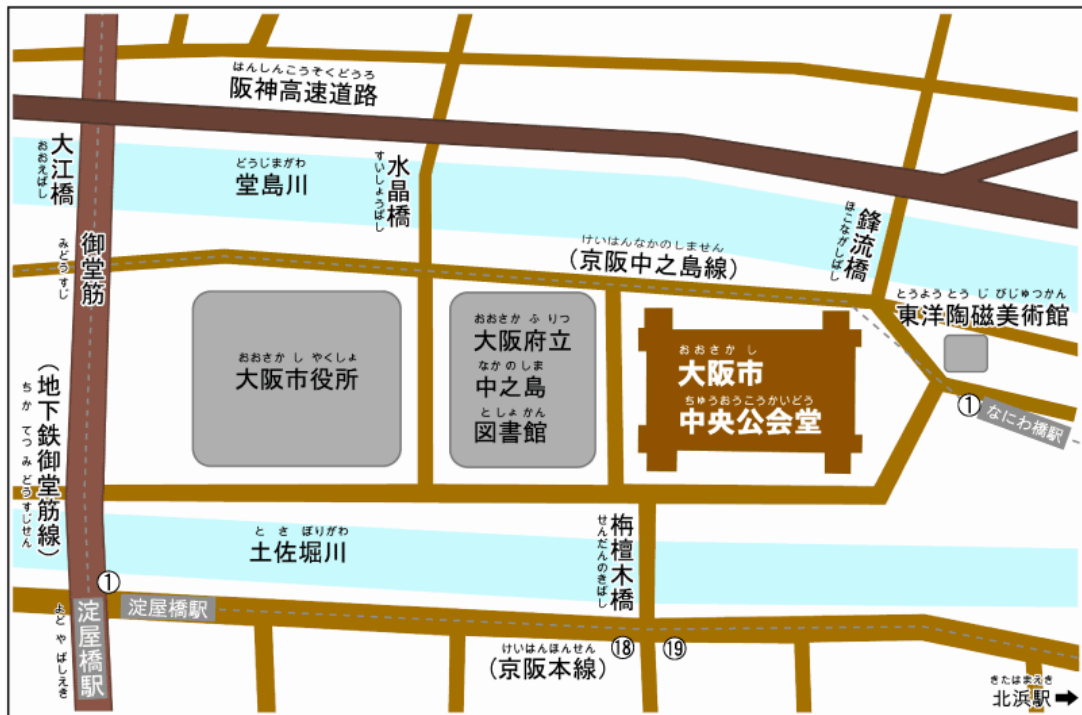 はんしんこうそくどうろ
阪神高速道路
大江橋
おおえばし
どうじまがわ
堂島川
水晶橋
すいしょうばし
鉾流橋
ほこながしばし
御堂筋
みどうすじ
けいはんなかのしません
(京阪中之島線)
とうようとうじびじゅつかん
東洋陶磁美術館
おおさかしやくしょ
大阪市役所
おおさかふりつ
大阪府立
なかのしま
中之島
としょかん
図書館
おおさかし
大阪市
ちゅうおうこうかいどう
中央公会堂
①
なにわ橋駅
(地下鉄御堂筋線)
ちかてつみどうすじせん
とさぼりがわ
土佐堀川
栴檀木橋
せんだんのきばし
①
淀屋橋駅
よどやばしえき
淀屋橋駅
けいはんほんせん
(京阪本線)
⑱
⑲
きたはまえき
北浜駅➡